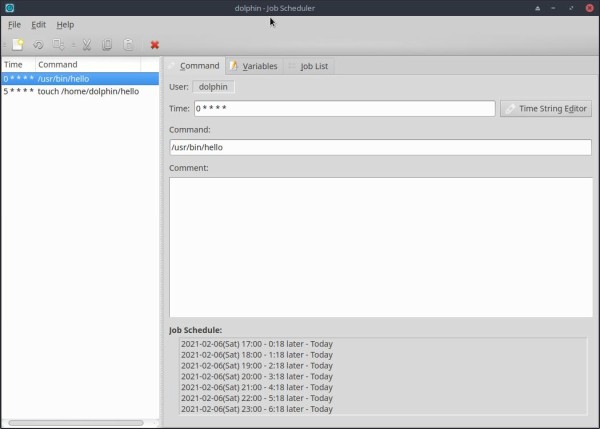 dolphin - Job Scheduler
File Edit Help
Time Command
0 * * * * /usr/bin/hello
5 * * * * touch /home/dolphin/hello
Command Variables Job List
User: dolphin
Time: 0 * * * * Time String Editor
Command:
/usr/bin/hello
Comment:
Job Schedule:
2021-02-06(Sat) 17:00 - 0:18 later - Today
2021-02-06(Sat) 18:00 - 1:18 later - Today
2021-02-06(Sat) 19:00 - 2:18 later - Today
2021-02-06(Sat) 20:00 - 3:18 later - Today
2021-02-06(Sat) 21:00 - 4:18 later - Today
2021-02-06(Sat) 22:00 - 5:18 later - Today
2021-02-06(Sat) 23:00 - 6:18 later - Today